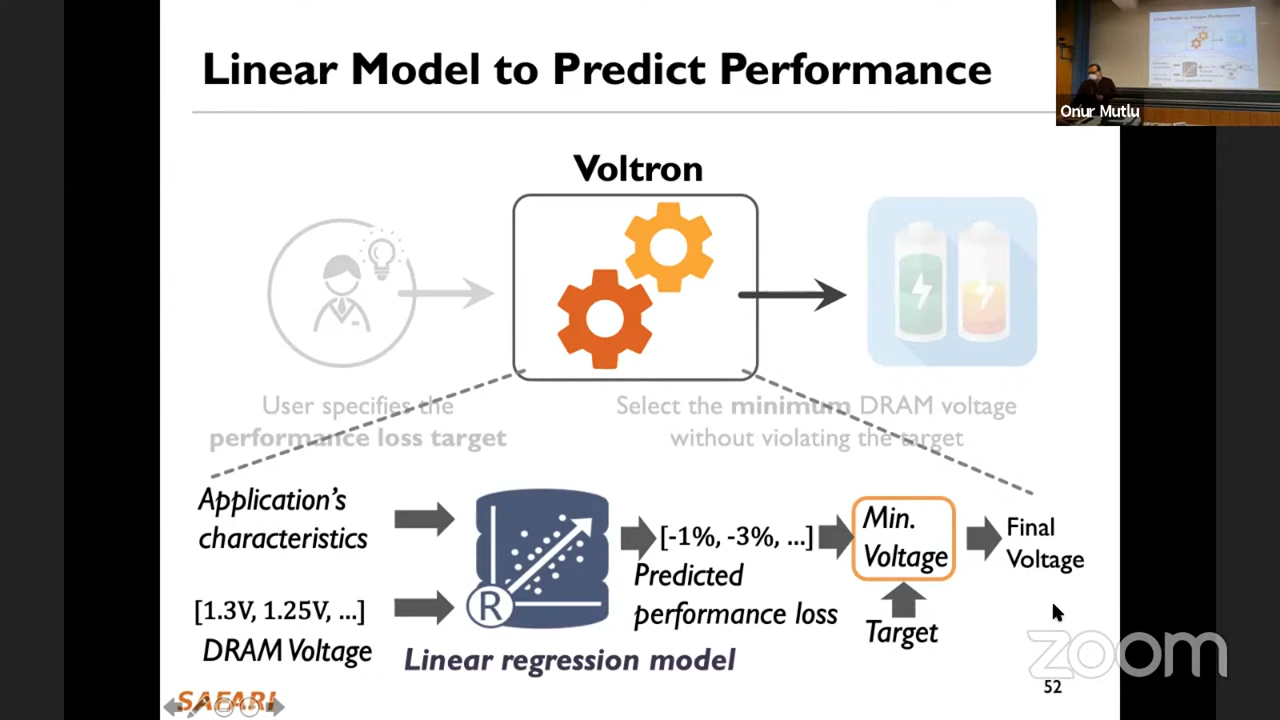 Linear Model to Predict Performance
Onur Mutlu
Voltron
User specifies the
performance loss target
Select the minimum DRAM voltage
without violating the target
Application's
characteristics
[1.3V, 1.25V, ...]
DRAM Voltage
R
Linear regression model
[-1%, -3%, ...]
Predicted
performance loss
Min.
Voltage
Target
Final
Voltage
SAFARI
52
zoom